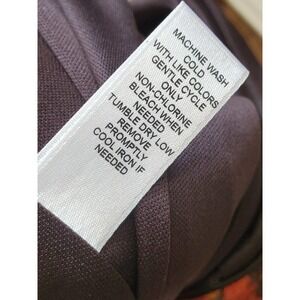 MACHINE WASH
COLD
WITH LIKE COLORS
GENTLE CYCLE
ONLY
NON-CHLORINE
BLEACH WHEN
NEEDED
TUMBLE DRY LOW
REMOVE
PROMPTLY
COOL IRON IF
NEEDED